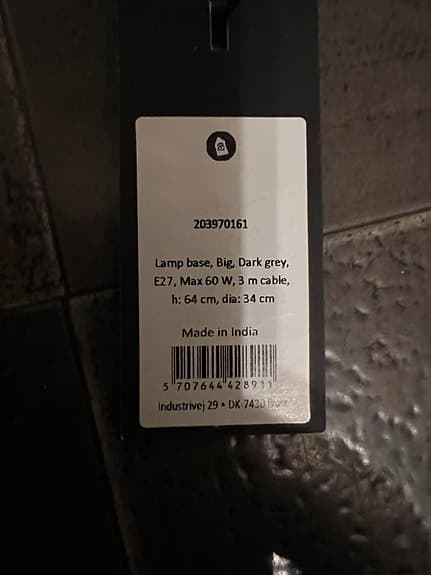 203970161
Lamp base, Big, Dark grey,
E27, Max 60 W, 3 m cable,
h: 64 cm, dia: 34 cm
Made in India
5 707644 428911
Industrivej 29 • DK-7430